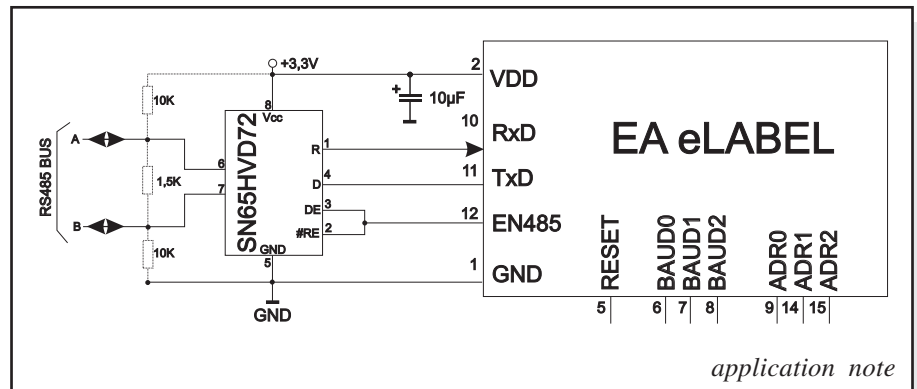 +3,3V
2
VDD
10K
8
Vcc
+
10µF
10
RxD
EA eLABEL
RS485 BUS
A
SN65HVD72
R
1
6
1,5K
D
4
11
TxD
7
B
DE
3
12
EN485
#RE
2
10K
GND
5
1
GND
GND
RESET
BAUD0
BAUD1
BAUD2
ADR0
ADR1
ADR2
5
6
7
8
9
14
15
application note